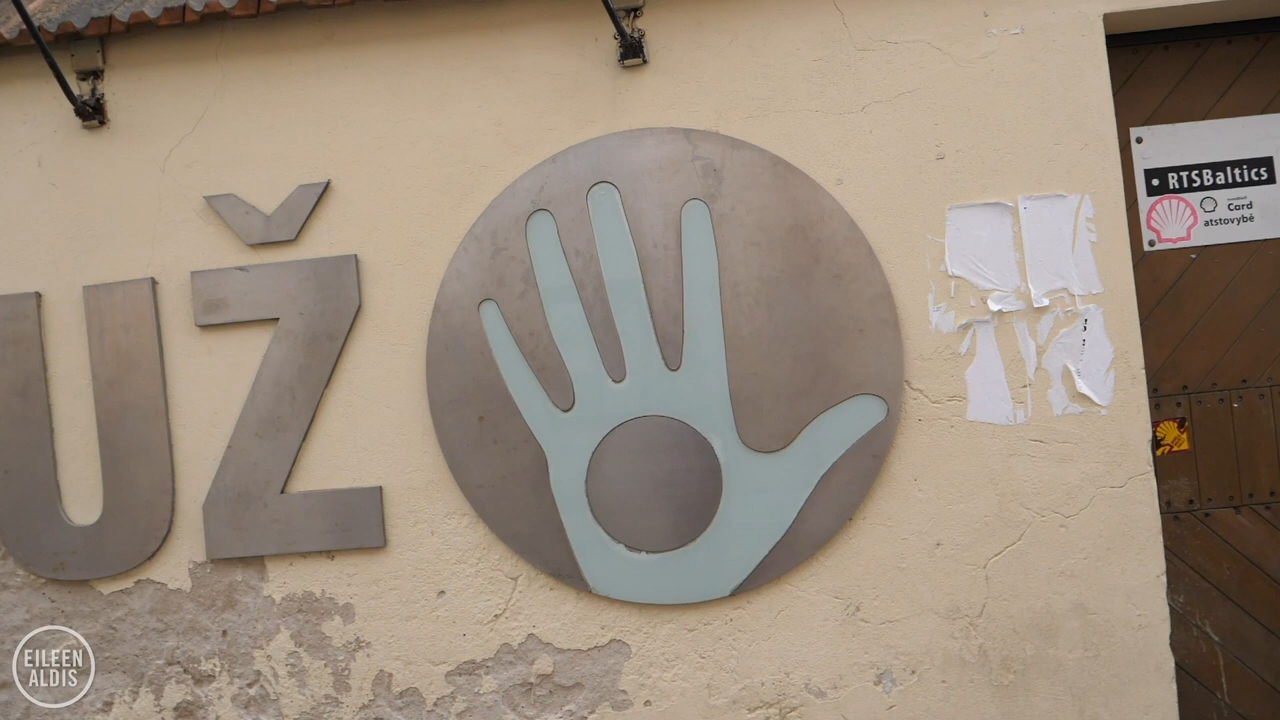 UŽ
• RTSBaltics
Card
atstovybė
EILEEN
ALDIS